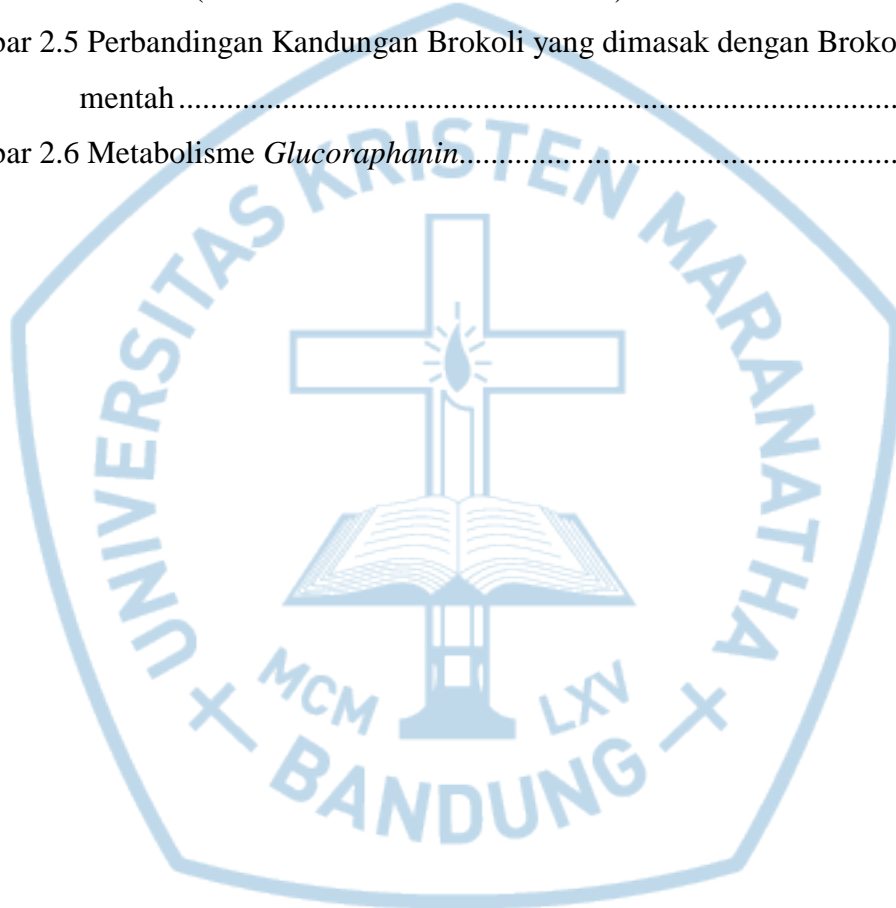 bar 2.5 Perbandingan Kandungan Brokoli yang dimasak dengan Broko
mentah
bar 2.6 Metabolisme Glucoraphanin
UNIVERSITAS KRISTEN MARANATHA
MCM LXV
+ BANDUNG +